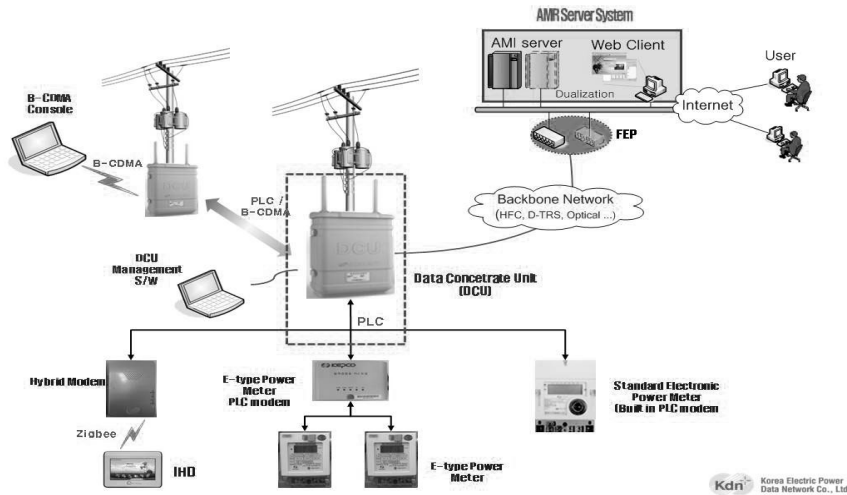 AMR Server System
AMI server
Web Client
User
Dualization
Internet
FEP
B-CDMA
Console
B-CDMA
PLC /
B-CDMA
Backbone Network
(HFC, D-TRS, Optical ...)
DCU
DCU
Management
S/W
Data Concetrate Unit
(DCU)
PLC
Hybrid Modem
E-type Power
Meter
PLC modem
KEPCO
Standard Electronic
Power Meter
(Built in PLC modem
Zigbee
IHD
E-type Power
Meter
Kdn
Korea Electric Power
Data Network Co., Ltd